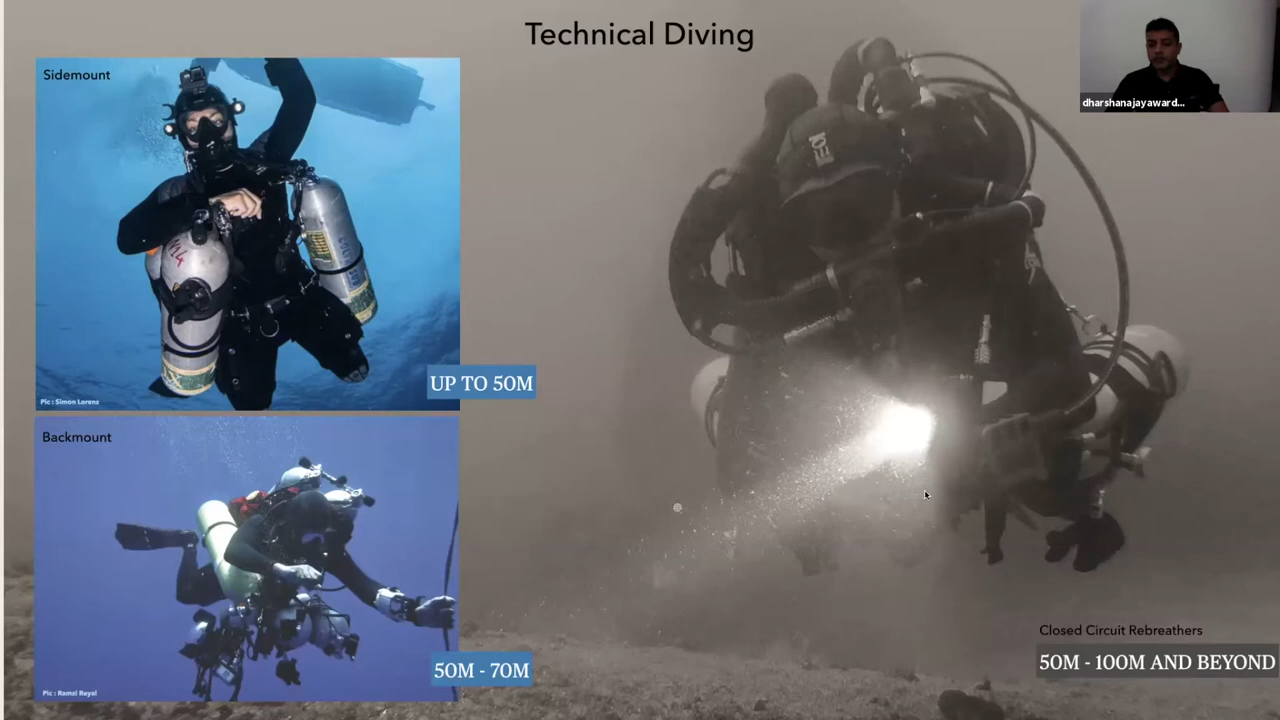 Technical Diving
dharshanajayaward...
Sidemount
UP TO 50M
Pic : Simon Lorenz
Backmount
50M - 70M
Pic : Ramzi Reyal
Closed Circuit Rebreathers
50M - 100M AND BEYOND